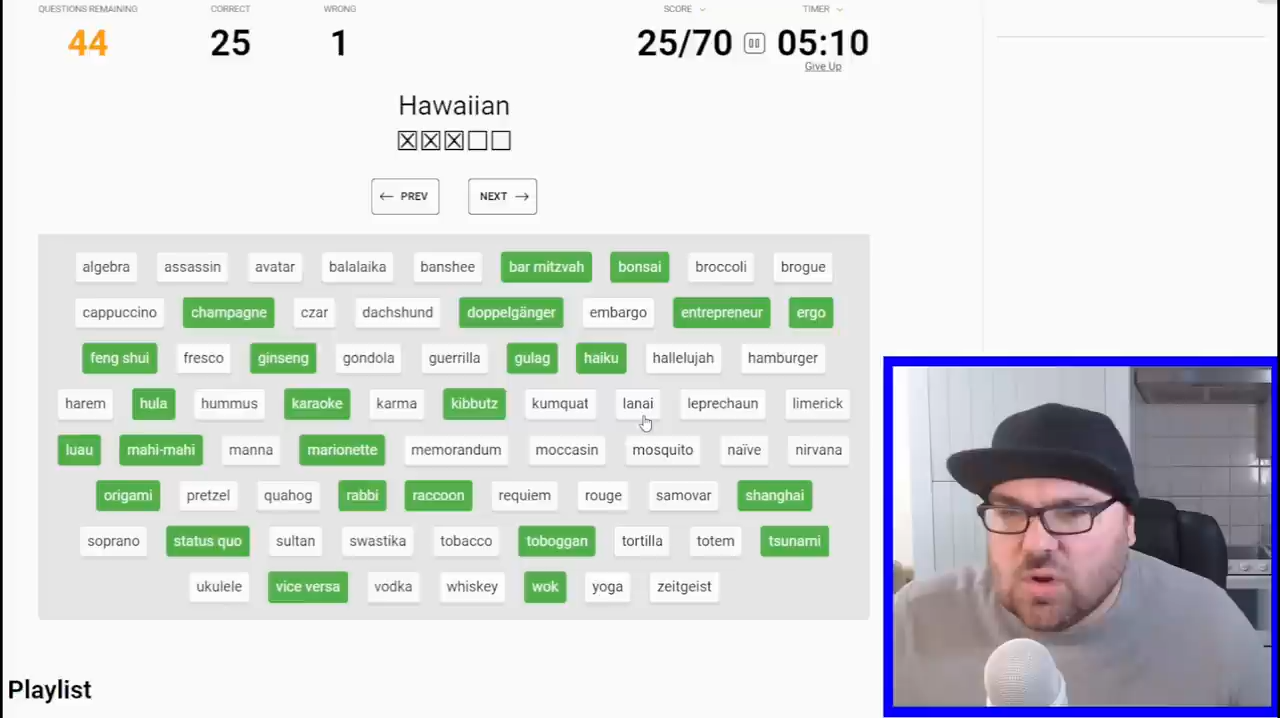 QUESTIONS REMAINING CORRECT WRONG SCORE TIMER
44 25 1 25/70 05:10
Give Up
Hawaiian
← PREV NEXT →
algebra assassin avatar balalaika banshee bar mitzvah bonsai broccoli brogue
cappuccino champagne czar dachshund doppelgänger embargo entrepreneur ergo
feng shui fresco ginseng gondola guerrilla gulag haiku hallelujah hamburger
harem hula hummus karaoke karma kibbutz kumquat lanai leprechaun limerick
luau mahi-mahi manna marionette memorandum moccasin mosquito naïve nirvana
origami pretzel quahog rabbi raccoon requiem rouge samovar shanghai
soprano status quo sultan swastika tobacco toboggan tortilla totem tsunami
ukulele vice versa vodka whiskey wok yoga zeitgeist
Playlist